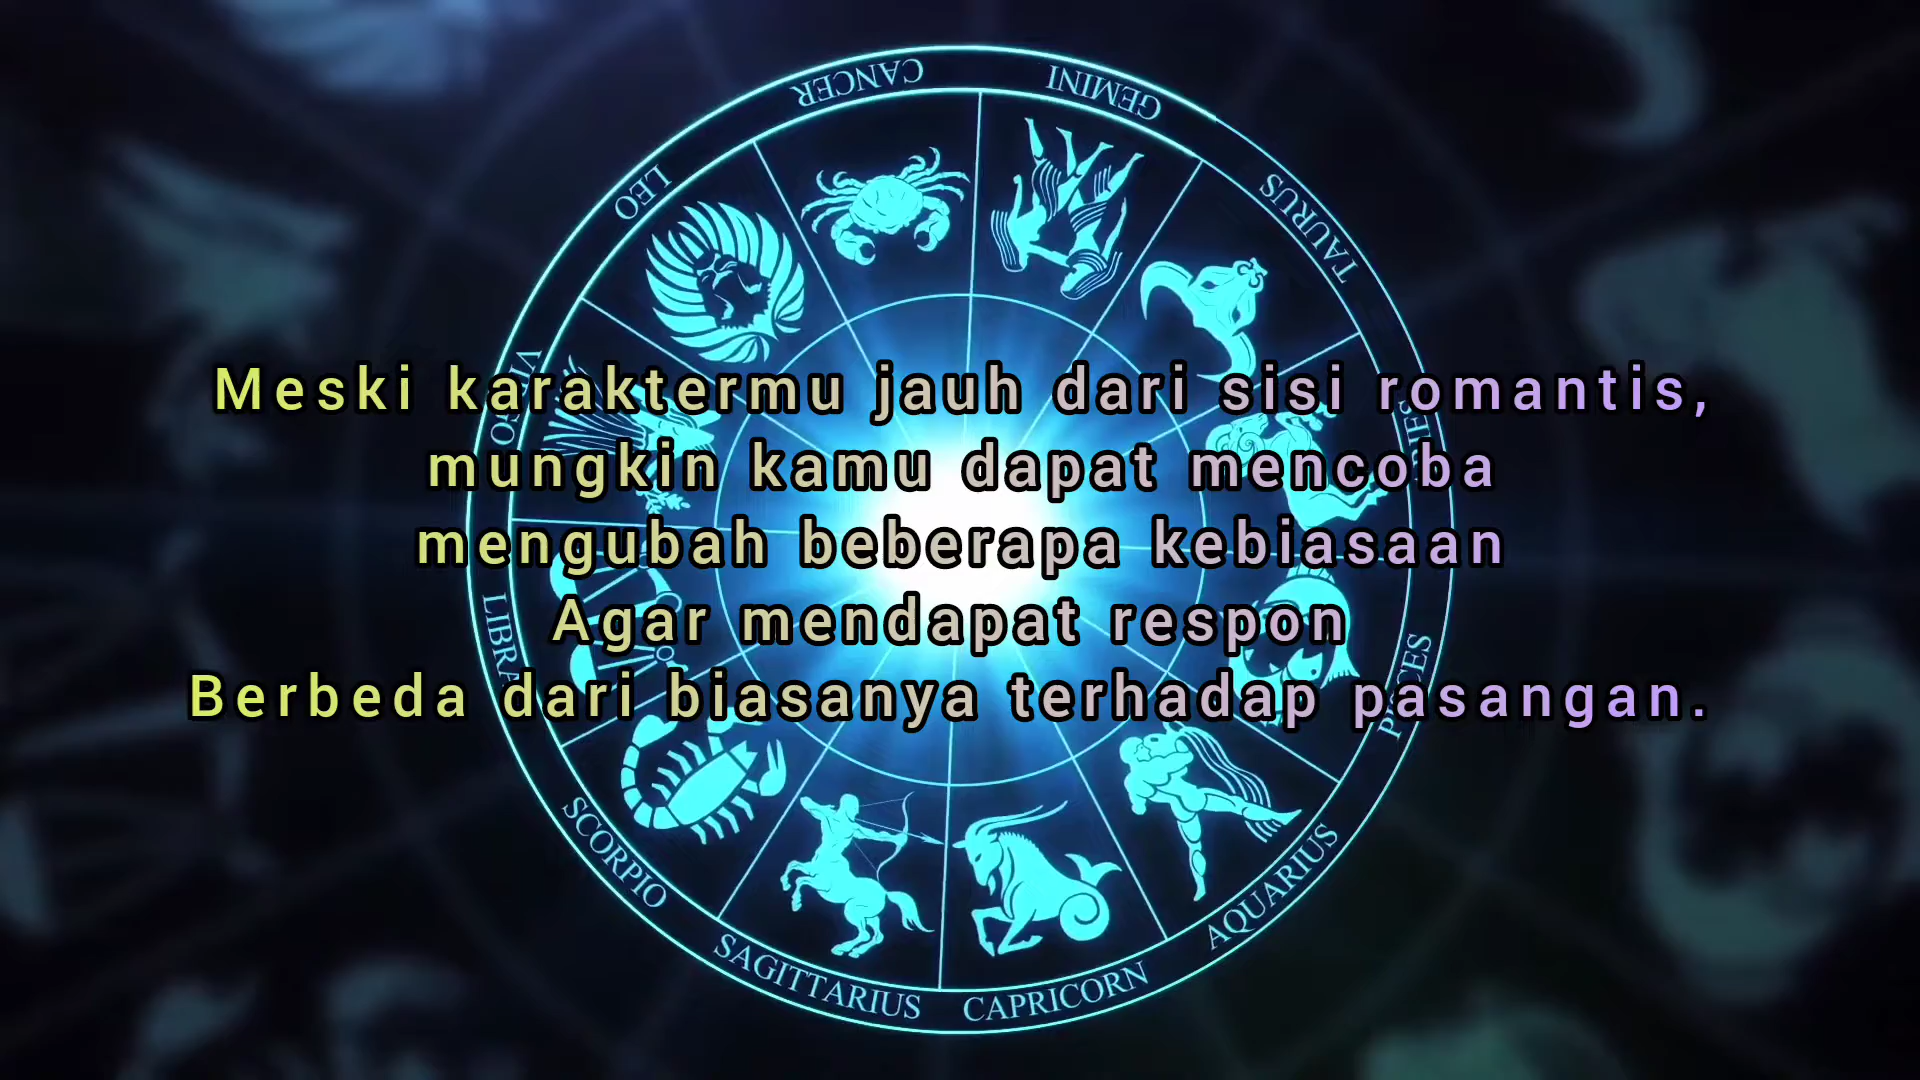 CANCER
GEMINI
LEO
TAURUS
Meski karaktermu jauh dari sisi romantis,
mungkin kamu dapat mencoba
mengubah beberapa kebiasaan
Agar mendapat respon
Berbeda dari biasanya terhadap pasangan.
LIBRA
PISCES
SCORPIO
AQUARIUS
SAGITTARIUS
CAPRICORN